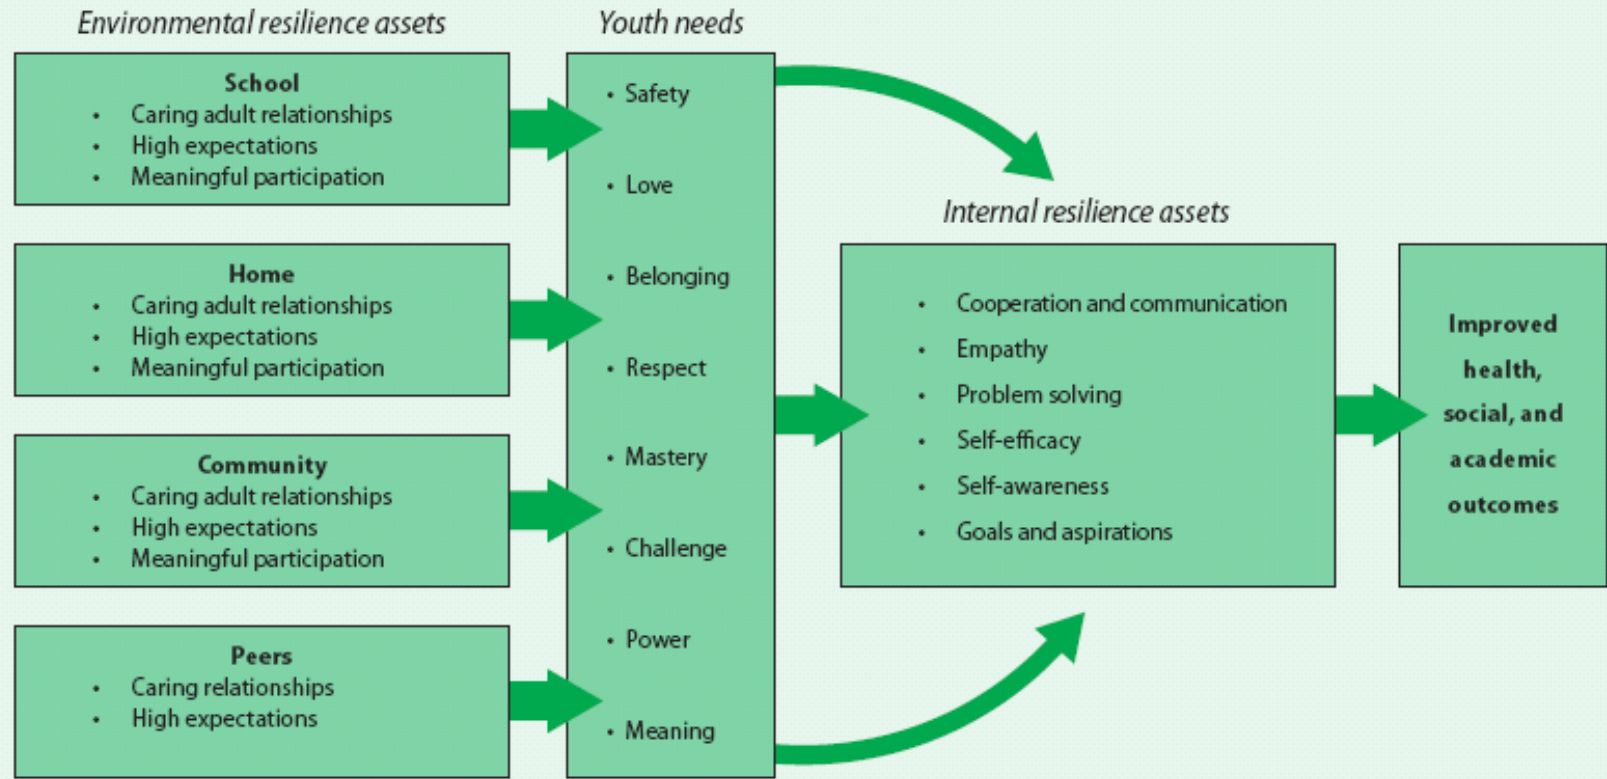 Environmental resilience assets
School
• Caring adult relationships
• High expectations
• Meaningful participation
Home
• Caring adult relationships
• High expectations
• Meaningful participation
Community
• Caring adult relationships
• High expectations
• Meaningful participation
Peers
• Caring relationships
• High expectations
Youth needs
• Safety
• Love
• Belonging
• Respect
• Mastery
• Challenge
• Power
• Meaning
Internal resilience assets
• Cooperation and communication
• Empathy
• Problem solving
• Self-efficacy
• Self-awareness
• Goals and aspirations
Improved
health,
social, and
academic
outcomes